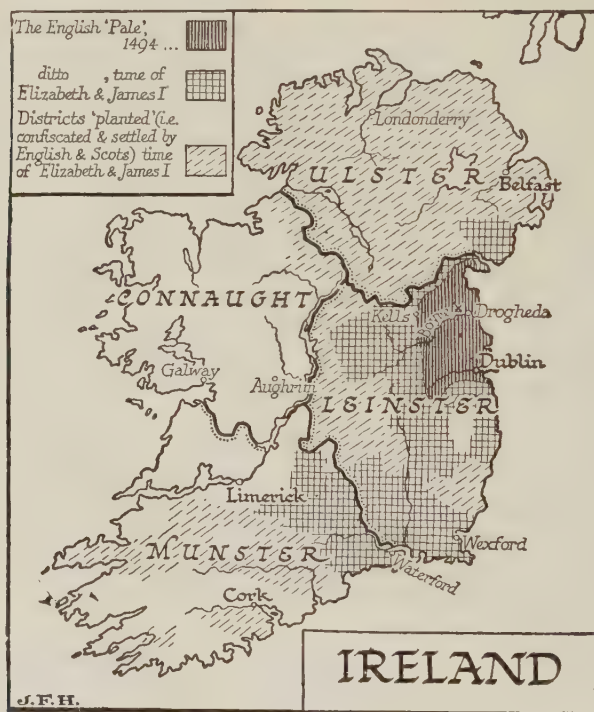 The English 'Pale',
1494 ...
ditto , time of
Elizabeth & James I
Districts 'planted' (i.e.
confiscated & settled by
English & Scots) time
of Elizabeth & James I
Londonderry
ULSTER
Belfast
CONNAUGHT
Kells
Boyne
Drogheda
Galway
Dublin
Aughrim
LEINSTER
Limerick
MUNSTER
Wexford
Waterford
Cork
IRELAND
J.F.H.